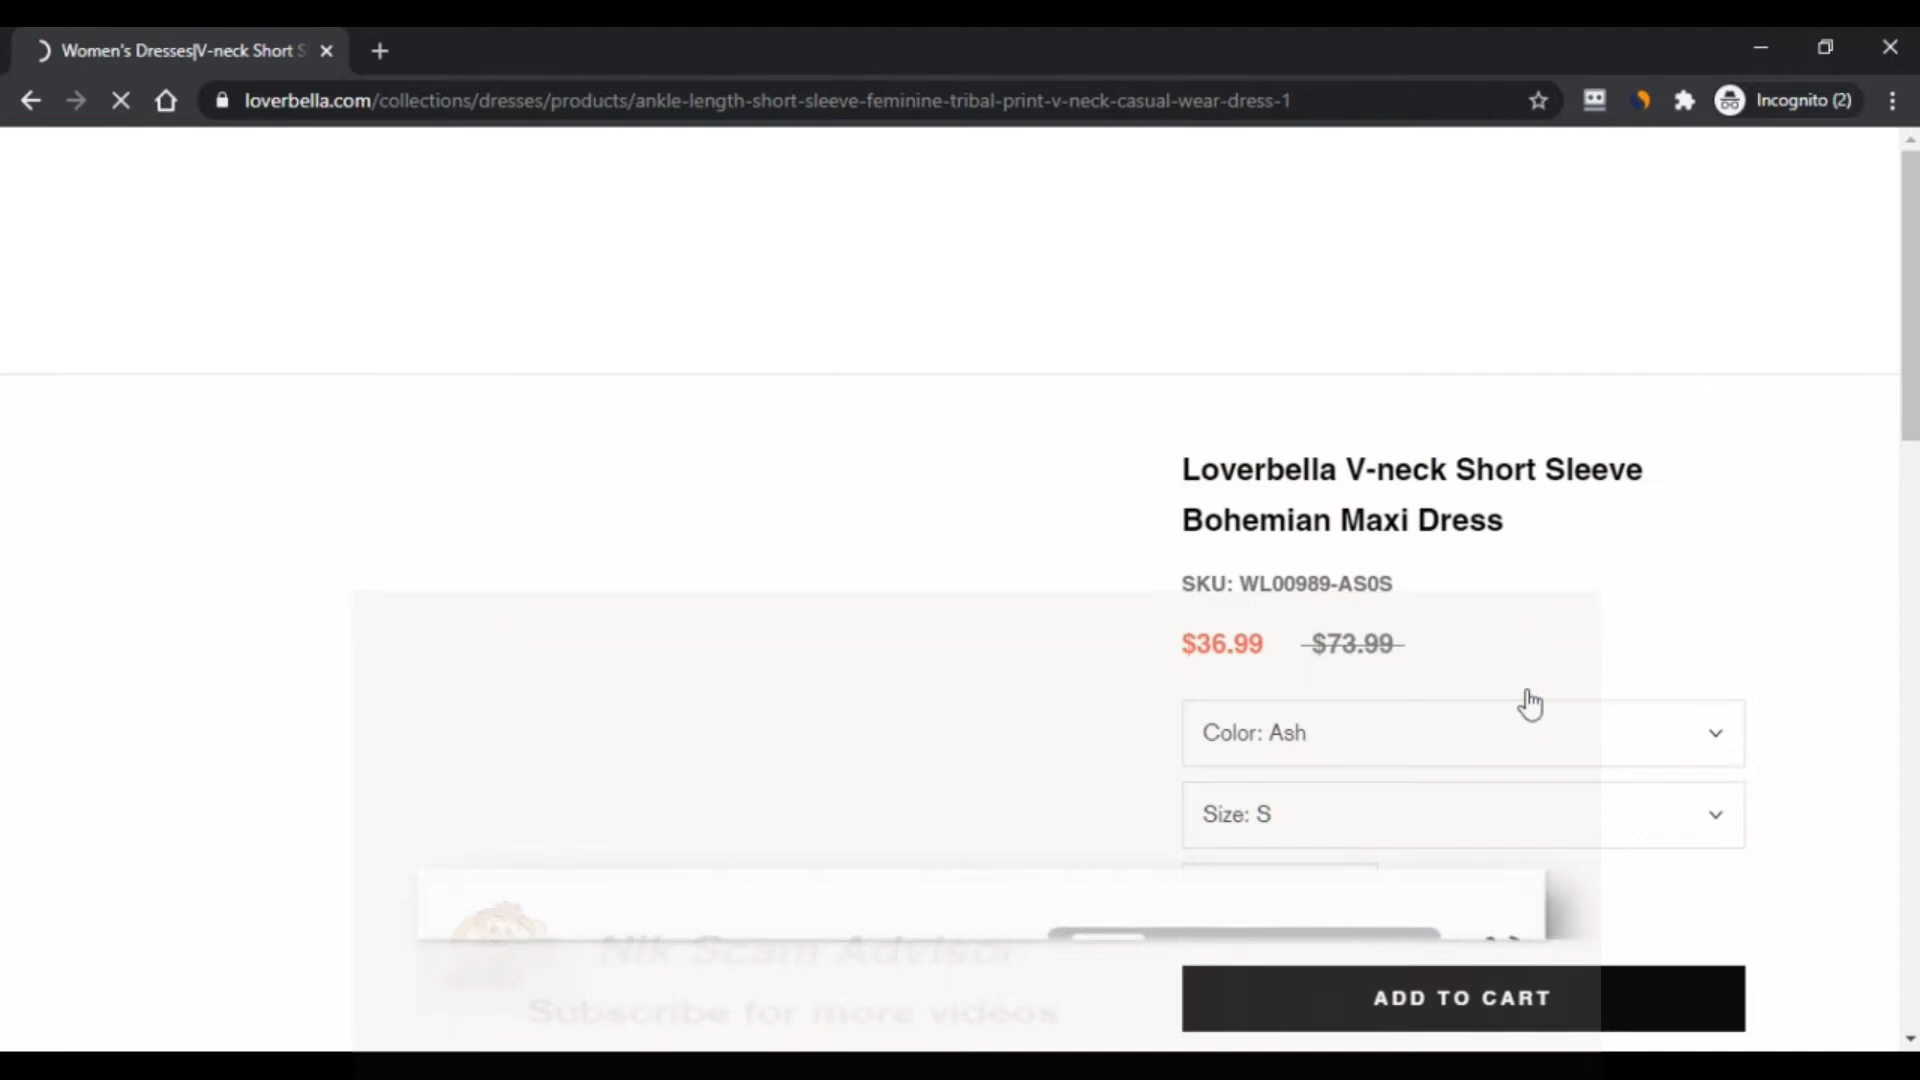 Women's Dresses|V-neck Short S
loverbella.com/collections/dresses/products/ankle-length-short-sleeve-feminine-tribal-print-v-neck-casual-wear-dress-1
Incognito (2)
Loverbella V-neck Short Sleeve
Bohemian Maxi Dress
SKU: WL00989-AS0S
$36.99 $73.99
Color: Ash
Size: S
Nik Scam Advisor
Subscribe for more videos
ADD TO CART